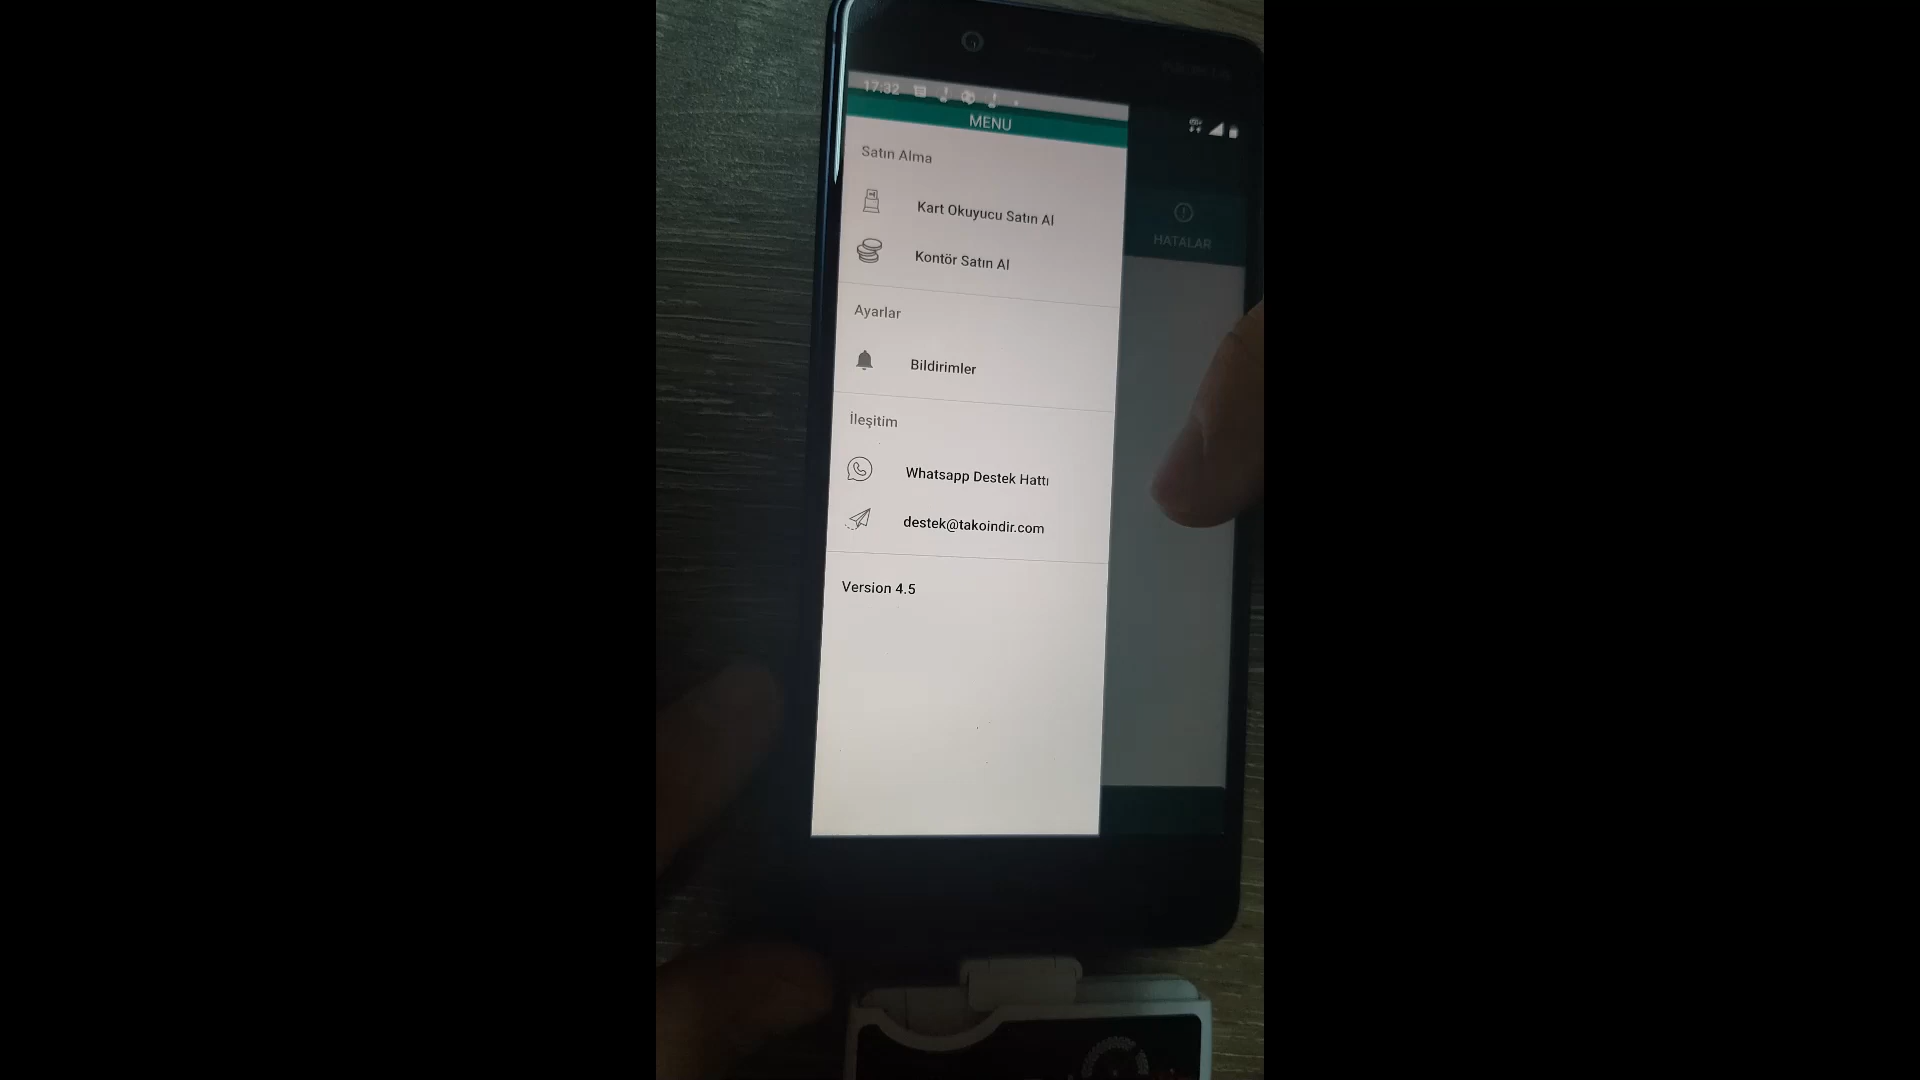 17:32
MENU
Satın Alma
Kart Okuyucu Satın Al
Kontör Satın Al
HATALAR
Ayarlar
Bildirimler
İleşitim
Whatsapp Destek Hattı
destek@takoindir.com
Version 4.5